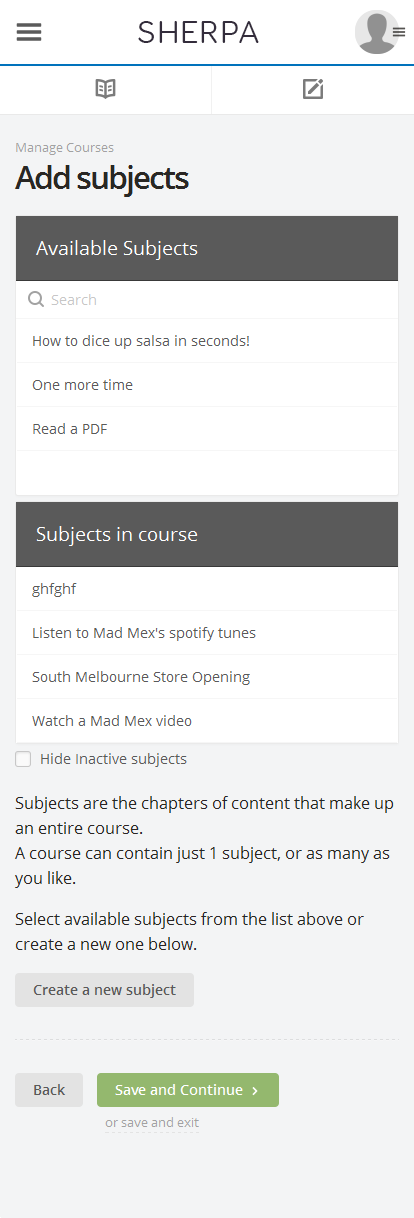 SHERPA
Manage Courses
Add subjects
Available Subjects
Search
How to dice up salsa in seconds!
One more time
Read a PDF
Subjects in course
ghfghf
Listen to Mad Mex's spotify tunes
South Melbourne Store Opening
Watch a Mad Mex video
Hide Inactive subjects
Subjects are the chapters of content that make up
an entire course.
A course can contain just 1 subject, or as many as
you like.
Select available subjects from the list above or
create a new one below.
Create a new subject
Back
Save and Continue ›
or save and exit